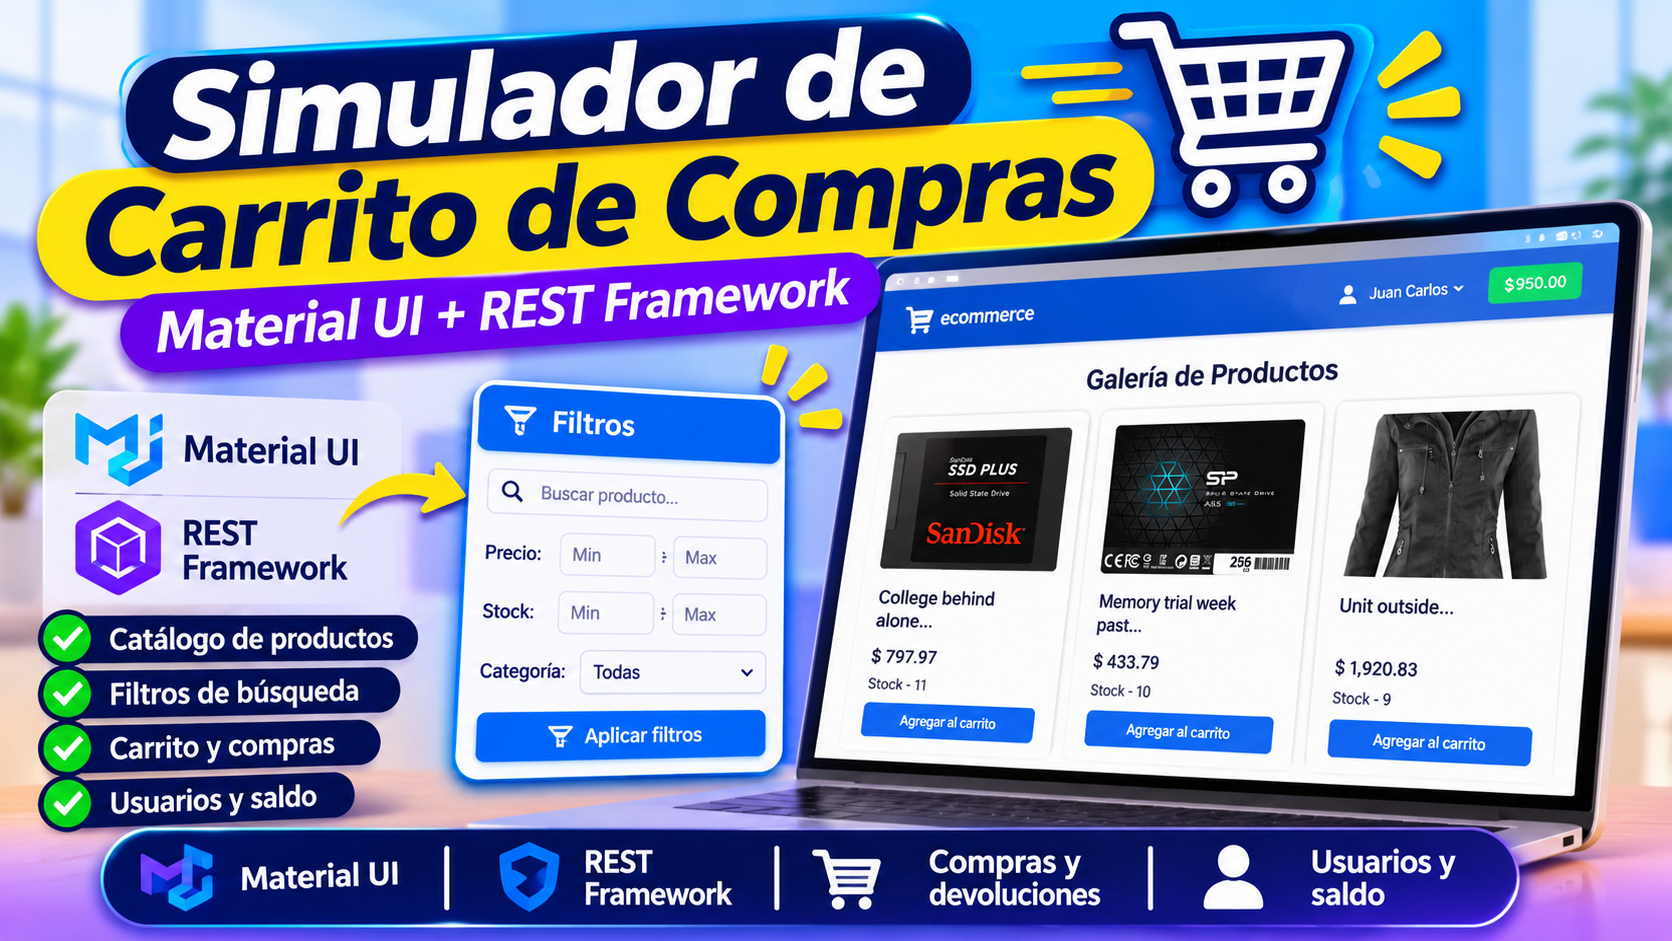 Simulador de
Carrito de Compras
Material UI + REST Framework
Material UI
REST
Framework
Catálogo de productos
Filtros de búsqueda
Carrito y compras
Usuarios y saldo
Filtros
Buscar producto...
Precio: Min : Max
Stock: Min : Max
Categoría: Todas
Aplicar filtros
ecommerce
Juan Carlos
$950.00
Galería de Productos
SanDisk
SSD PLUS
Solid State Drive
SanDisk
College behind
alone...
$ 797.97
Stock - 11
Agregar al carrito
SP
256
Memory trial week
past...
$ 433.79
Stock - 10
Agregar al carrito
Unit outside...
$ 1,920.83
Stock - 9
Agregar al carrito
Material UI
REST
Framework
Compras y
devoluciones
Usuarios y
saldo